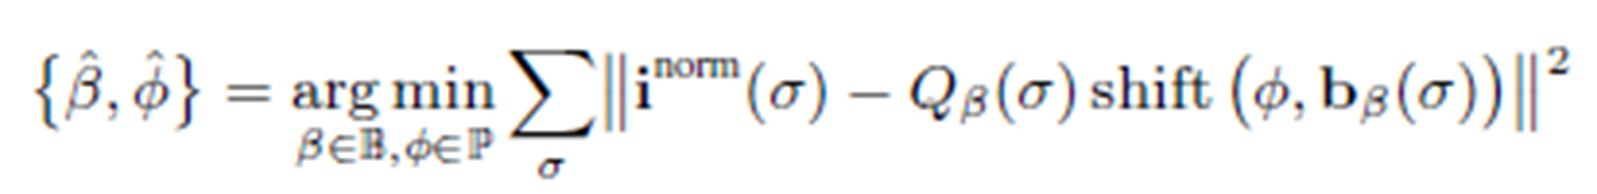 {β̂, ϕ̂} = arg min_{β∈𝔹,ϕ∈ℙ} ∑_σ ‖𝐢^norm(σ) − Q_β(σ) shift (ϕ, 𝐛_β(σ))‖²